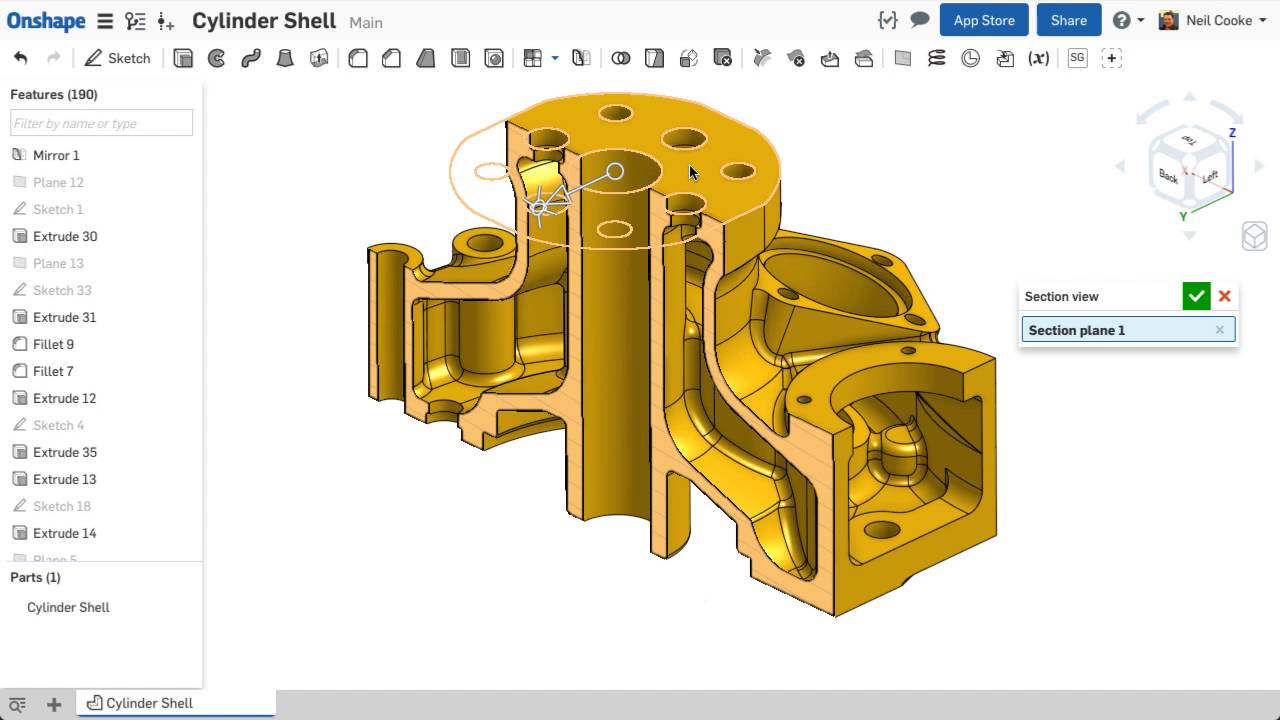 Onshape Cylinder Shell Main App Store Share Neil Cooke
Sketch (x) SG
Features (190)
Filter by name or type
Mirror 1
Plane 12
Sketch 1
Extrude 30
Plane 13
Sketch 33
Extrude 31
Fillet 9
Fillet 7
Extrude 12
Sketch 4
Extrude 35
Extrude 13
Sketch 18
Extrude 14
Plane 5
Parts (1)
Cylinder Shell
Top
Z
Back X Left
Y
Section view
Section plane 1
Cylinder Shell